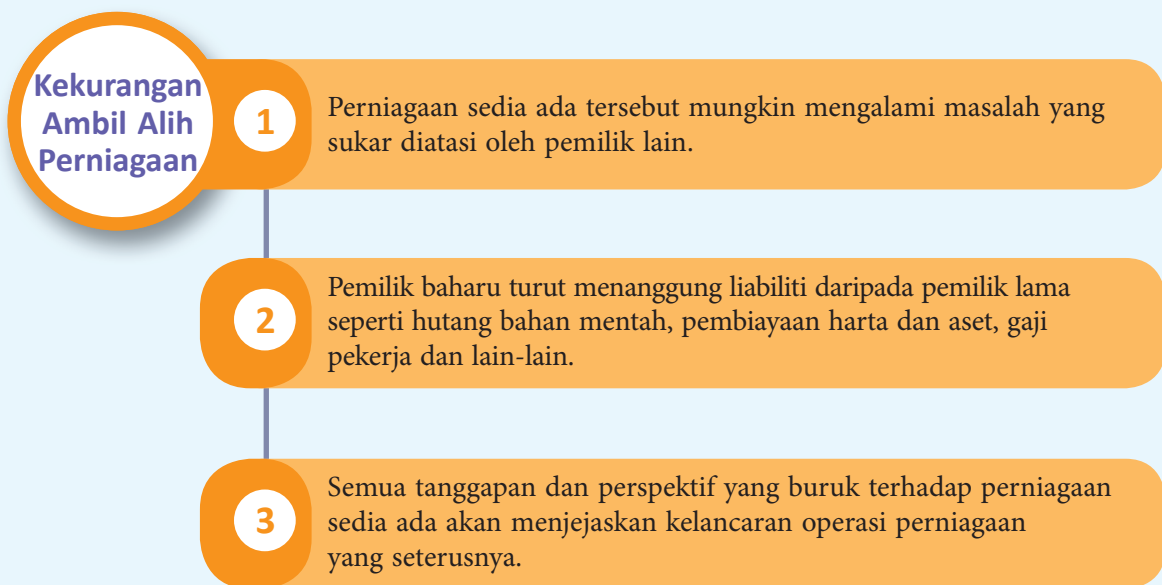 Kekurangan
Ambil Alih
Perniagaan
1
Perniagaan sedia ada tersebut mungkin mengalami masalah yang
sukar diatasi oleh pemilik lain.
2
Pemilik baharu turut menanggung liabiliti daripada pemilik lama
seperti hutang bahan mentah, pembiayaan harta dan aset, gaji
pekerja dan lain-lain.
3
Semua tanggapan dan perspektif yang buruk terhadap perniagaan
sedia ada akan menjejaskan kelancaran operasi perniagaan
yang seterusnya.